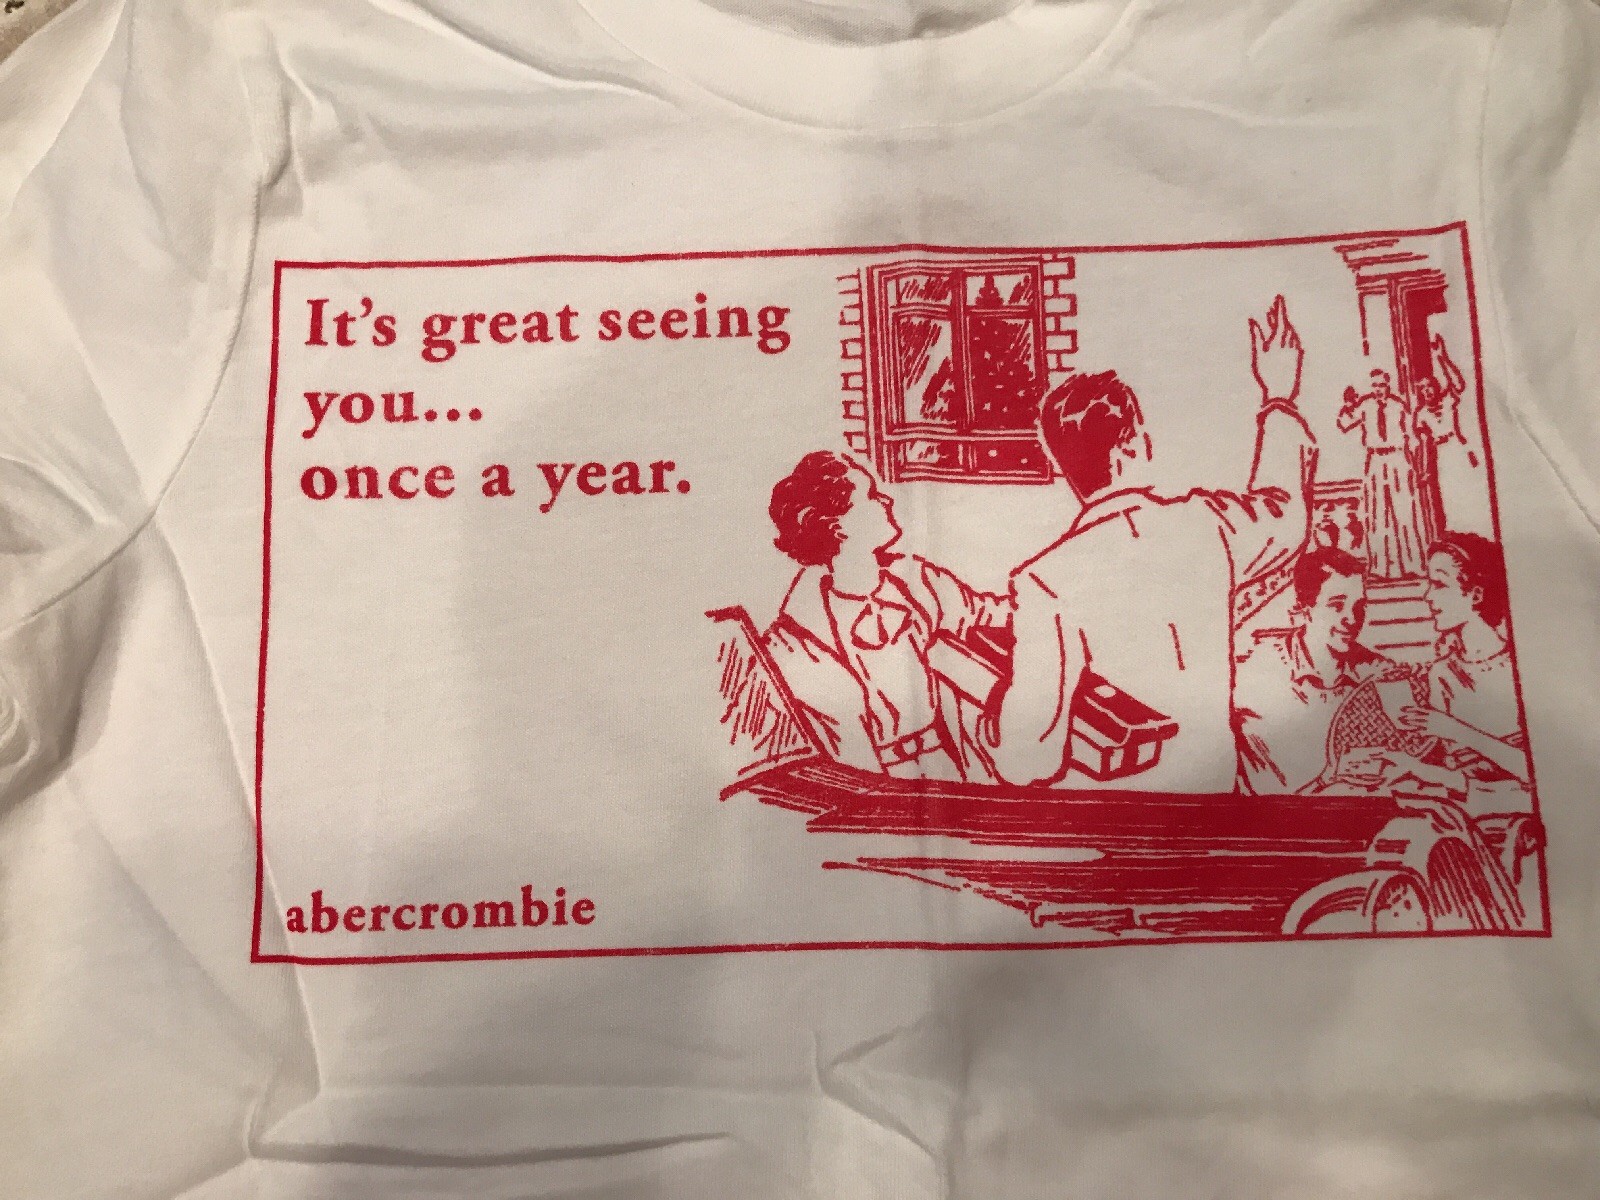 It's great seeing
you...
once a year.
abercrombie